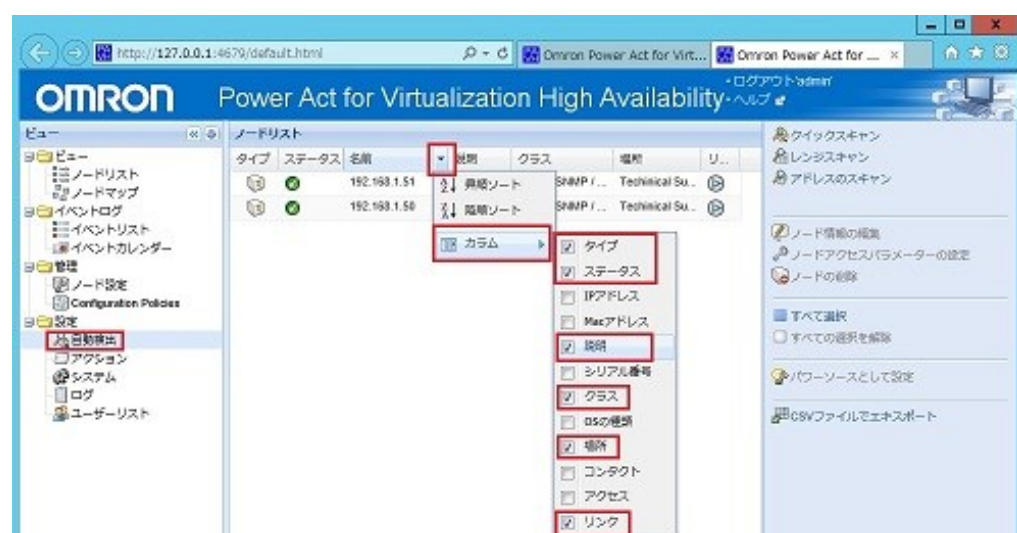 http://127.0.0.1:4679/default.html
Omron Power Act for Virt...
Omron Power Act for ...
OMRON
Power Act for Virtualization High Availability
ログアウト'admin'
ヘルプ
ビュー
ノードリスト
ビュー
ノードリスト
ノードマップ
イベントログ
イベントリスト
イベントカレンダー
管理
ノード設定
Configuration Policies
設定
自動検出
アクション
システム
ログ
ユーザーリスト
タイプ ステータス 名前 説明 クラス 場所 リ...
192.168.1.51 SNMP / ... Techinical Su...
192.168.1.50 SNMP / ... Techinical Su...
昇順ソート
降順ソート
カラム
タイプ
ステータス
IPアドレス
Macアドレス
説明
シリアル番号
クラス
OSの種類
場所
コンタクト
アクセス
リンク
クイックスキャン
レンジスキャン
アドレスのスキャン
ノード情報の編集
ノードアクセスパラメーターの設定
ノードの削除
すべて選択
すべての選択を解除
パワーソースとして設定
CSVファイルでエキスポート